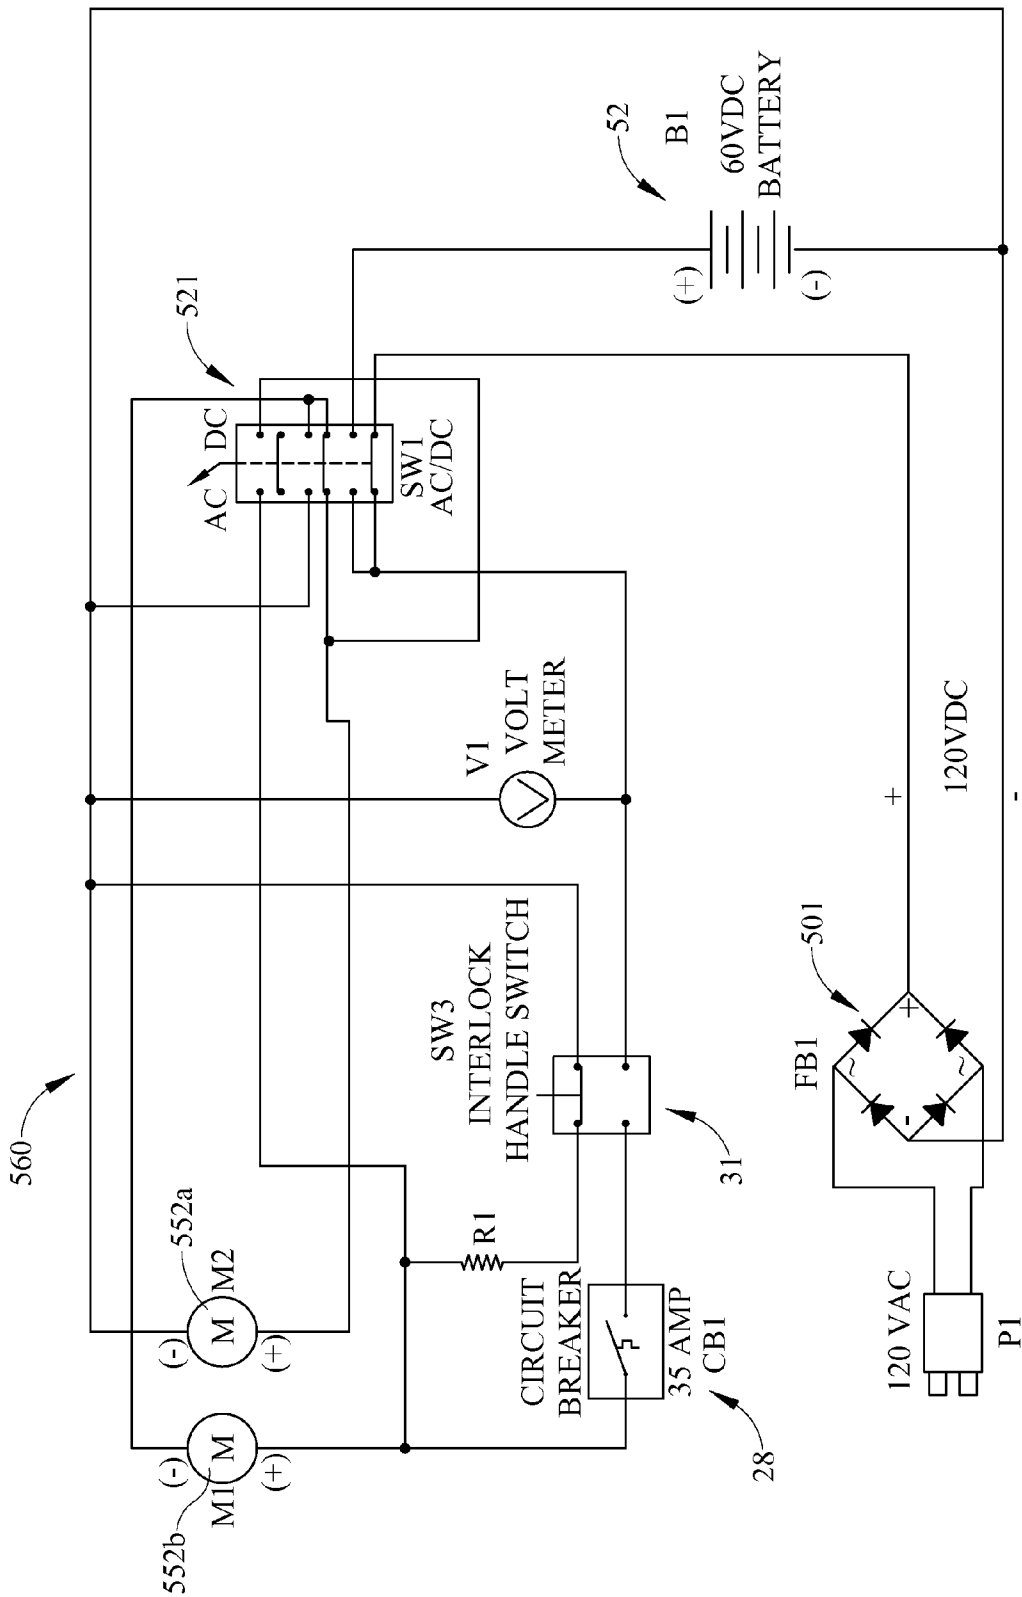 560
552b
M1
M
(-)
(+)
552a
M2
M
(-)
(+)
R1
CIRCUIT
BREAKER
35 AMP
CB1
28
SW3
INTERLOCK
HANDLE SWITCH
31
V1
VOLT
METER
521
AC
DC
SW1
AC/DC
52
B1
60VDC
BATTERY
(+)
(-)
120 VAC
P1
FB1
501
~
~
+
-
+
120VDC
-